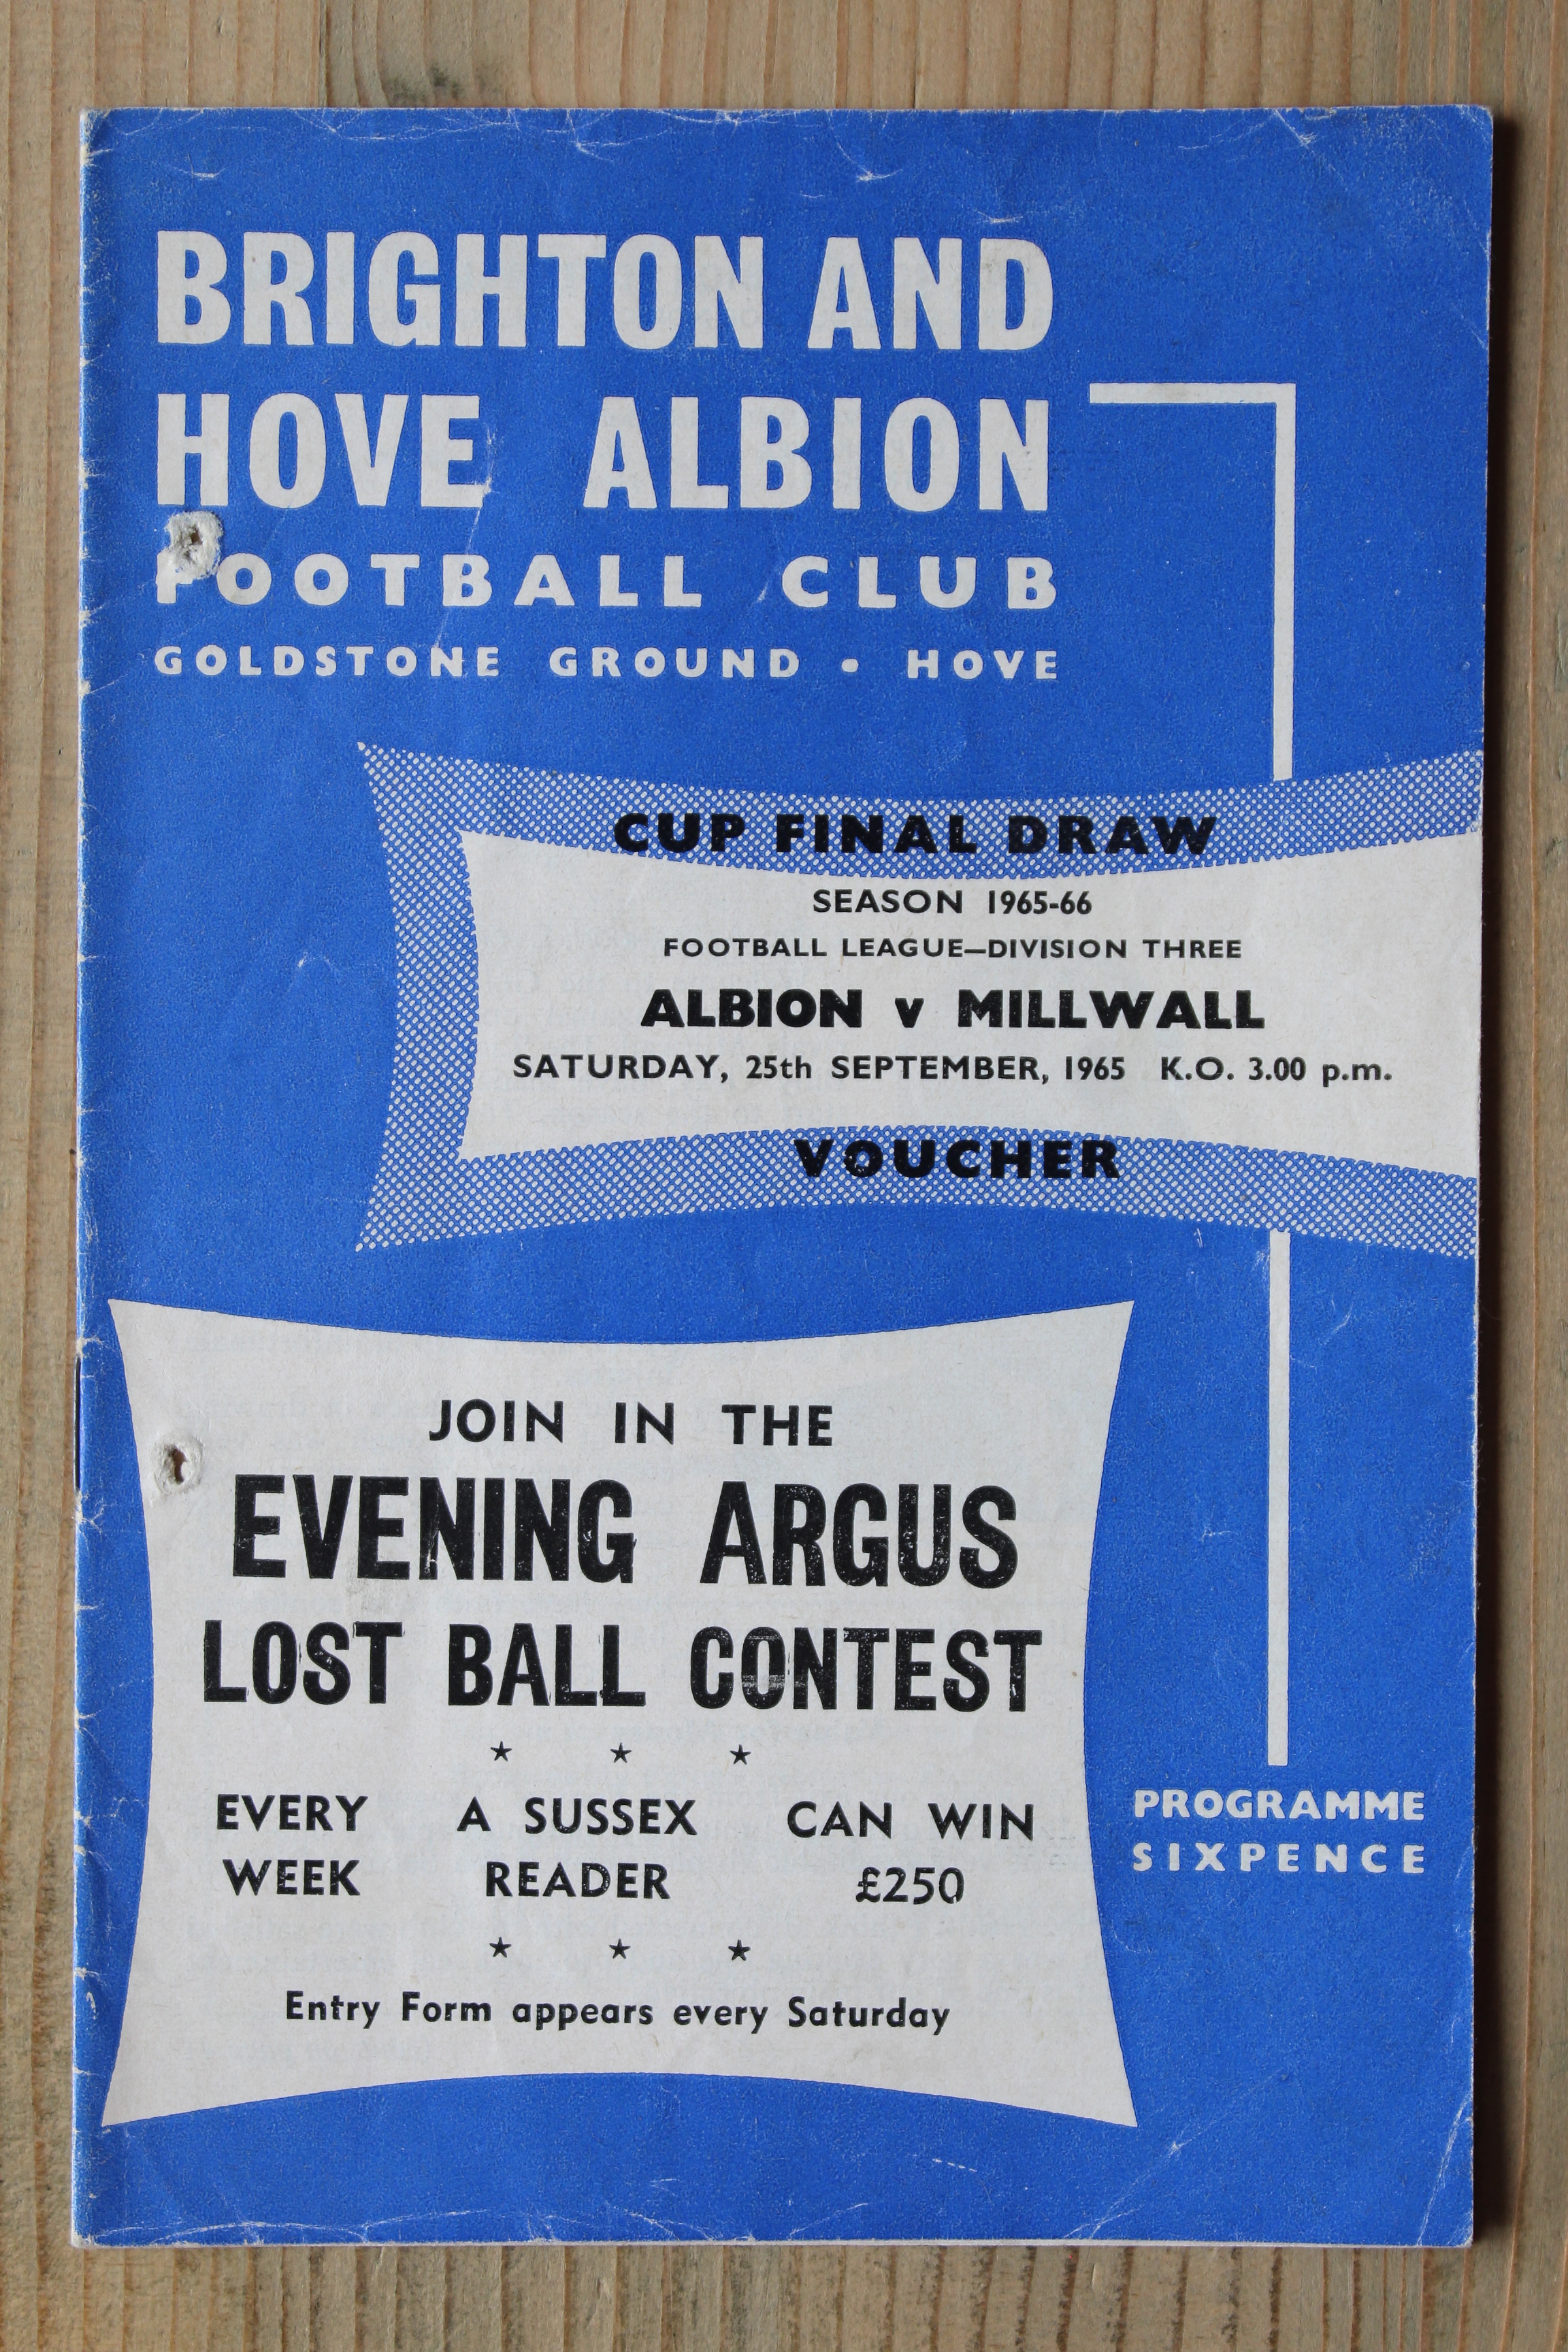 BRIGHTON AND
HOVE ALBION
FOOTBALL CLUB
GOLDSTONE GROUND • HOVE
CUP FINAL DRAW
SEASON 1965-66
FOOTBALL LEAGUE—DIVISION THREE
ALBION v MILLWALL
SATURDAY, 25th SEPTEMBER, 1965 K.O. 3.00 p.m.
VOUCHER
JOIN IN THE
EVENING ARGUS
LOST BALL CONTEST
★ ★ ★
EVERY A SUSSEX CAN WIN
WEEK READER £250
★ ★ ★
Entry Form appears every Saturday
PROGRAMME
SIXPENCE